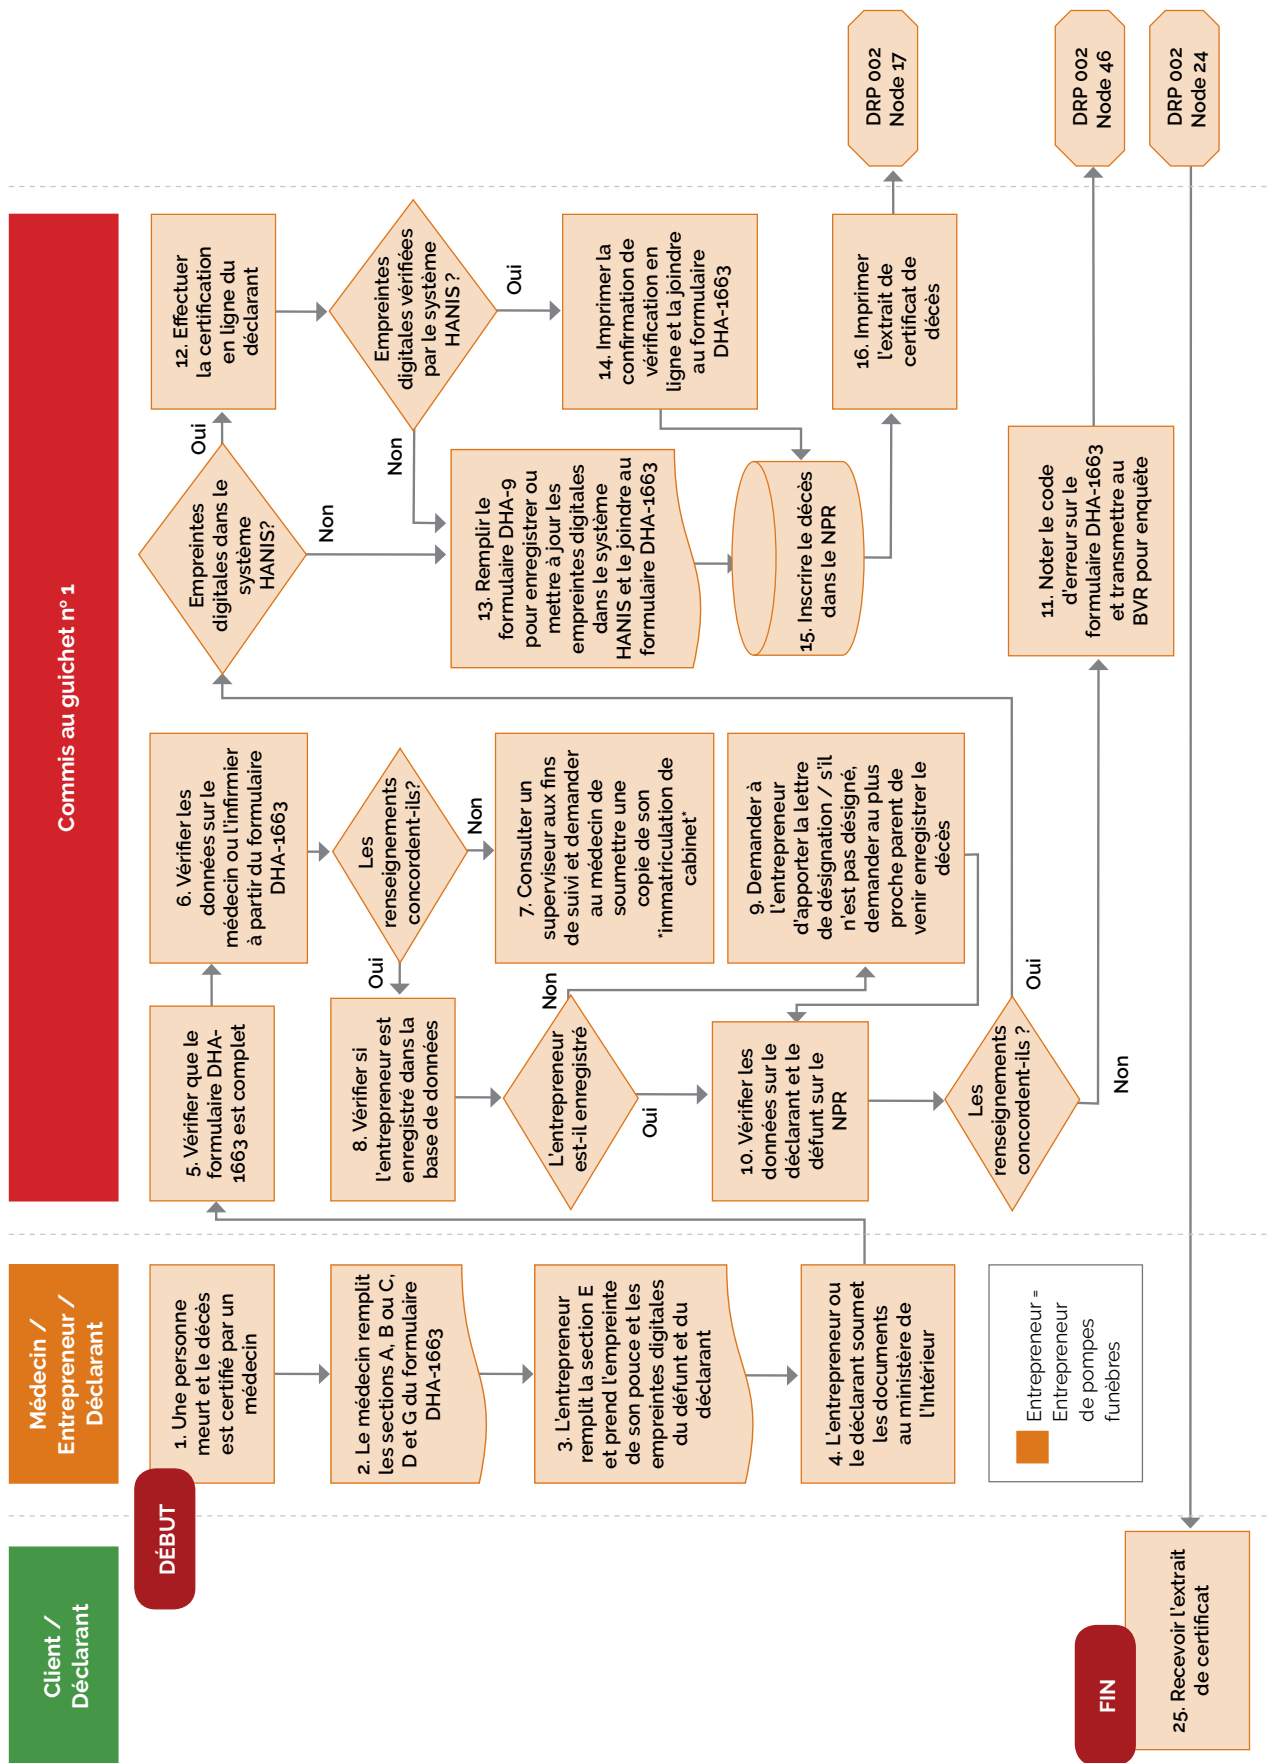 Client /
Déclarant
Médecin /
Entrepreneur /
Déclarant
Commis au guichet n° 1
DÉBUT
1. Une personne
meurt et le décès
est certifié par un
médecin
2. Le médecin remplit
les sections A, B ou C,
D et G du formulaire
DHA-1663
3. L'entrepreneur
remplit la section E
et prend l'empreinte
de son pouce et les
empreintes digitales
du défunt et du
déclarant
4. L'entrepreneur ou
le déclarant soumet
les documents
au ministère de
l'Intérieur
Entrepreneur =
Entrepreneur
de pompes
funèbres
5. Vérifier que le
formulaire DHA-
1663 est complet
6. Vérifier les
données sur le
médecin ou l'infirmier
à partir du formulaire
DHA-1663
Les
renseignements
concordent-ils?
Oui
Non
7. Consulter un
superviseur aux fins
de suivi et demander
au médecin de
soumettre une
copie de son
*immatriculation de
cabinet*
8. Vérifier si
l'entrepreneur est
enregistré dans la
base de données
L'entrepreneur
est-il enregistré
Non
Oui
9. Demander à
l'entrepreneur
d'apporter la lettre
de désignation / s'il
n'est pas désigné,
demander au plus
proche parent de
venir enregistrer le
décès
10. Vérifier les
données sur le
déclarant et le
défunt sur le
NPR
Les
renseignements
concordent-ils ?
Oui
Non
11. Noter le code
d'erreur sur le
formulaire DHA-1663
et transmettre au
BVR pour enquête
Empreintes
digitales dans le
système
HANIS?
Oui
Non
12. Effectuer
la certification
en ligne du
déclarant
Empreintes
digitales vérifiées
par le système
HANIS ?
Non
Oui
13. Remplir le
formulaire DHA-9
pour enregistrer ou
mettre à jour les
empreintes digitales
dans le système
HANIS et le joindre au
formulaire DHA-1663
14. Imprimer la
confirmation de
vérification en
ligne et la joindre
au formulaire
DHA-1663
15. Inscrire le décès
dans le NPR
16. Imprimer
l'extrait de
certificat de
décès
DRP 002
Node 17
DRP 002
Node 46
DRP 002
Node 24
FIN
25. Recevoir l'extrait
de certificat